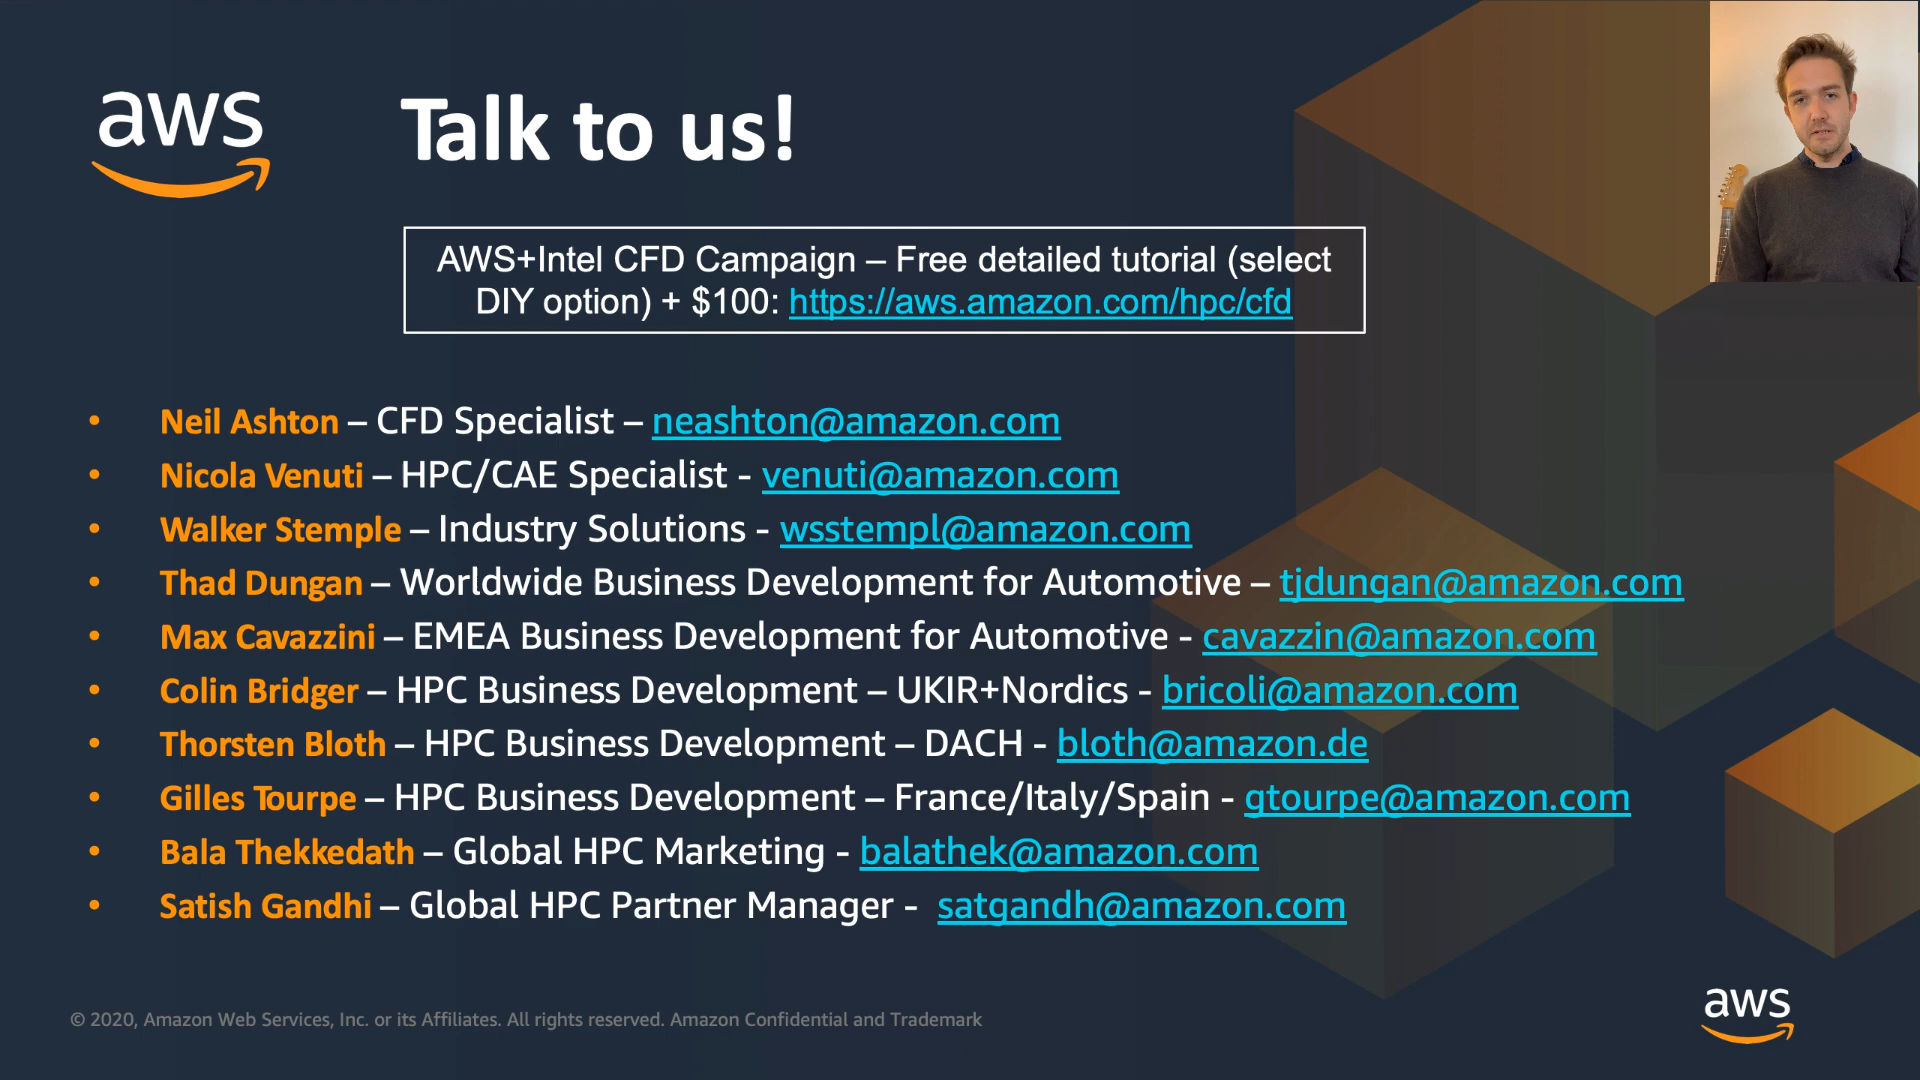 aws
Talk to us!
AWS+Intel CFD Campaign – Free detailed tutorial (select
DIY option) + $100: https://aws.amazon.com/hpc/cfd
• Neil Ashton – CFD Specialist – neashton@amazon.com
• Nicola Venuti – HPC/CAE Specialist - venuti@amazon.com
• Walker Stemple – Industry Solutions - wsstempl@amazon.com
• Thad Dungan – Worldwide Business Development for Automotive – tjdungan@amazon.com
• Max Cavazzini – EMEA Business Development for Automotive - cavazzin@amazon.com
• Colin Bridger – HPC Business Development – UKIR+Nordics - bricoli@amazon.com
• Thorsten Bloth – HPC Business Development – DACH - bloth@amazon.de
• Gilles Tourpe – HPC Business Development – France/Italy/Spain - gtourpe@amazon.com
• Bala Thekkedath – Global HPC Marketing - balathek@amazon.com
• Satish Gandhi – Global HPC Partner Manager - satgandh@amazon.com
© 2020, Amazon Web Services, Inc. or its Affiliates. All rights reserved. Amazon Confidential and Trademark
aws